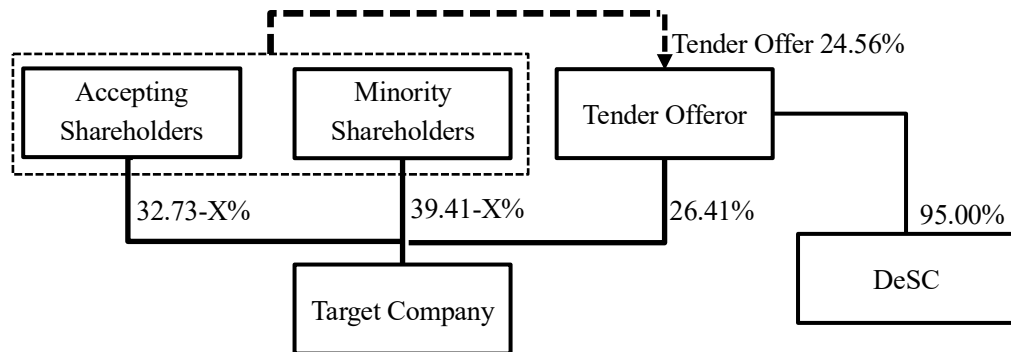 Tender Offer 24.56%
Accepting
Shareholders
Minority
Shareholders
Tender Offeror
32.73-X%
39.41-X%
26.41%
95.00%
Target Company
DeSC